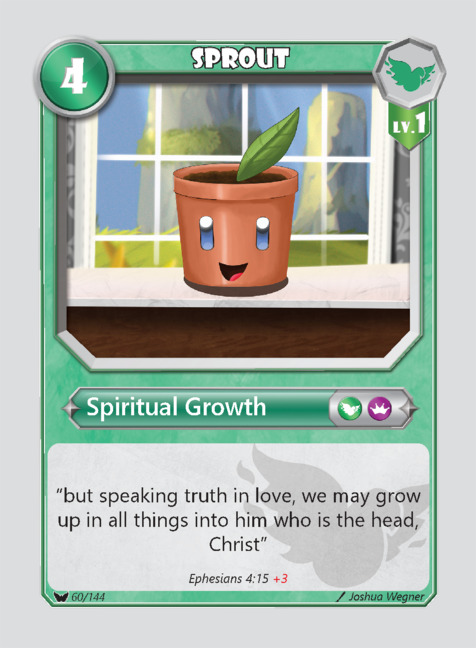 SPROUT
4
LV.1
Spiritual Growth
"but speaking truth in love, we may grow
up in all things into him who is the head,
Christ"
Ephesians 4:15 +3
60/144
Joshua Wegner